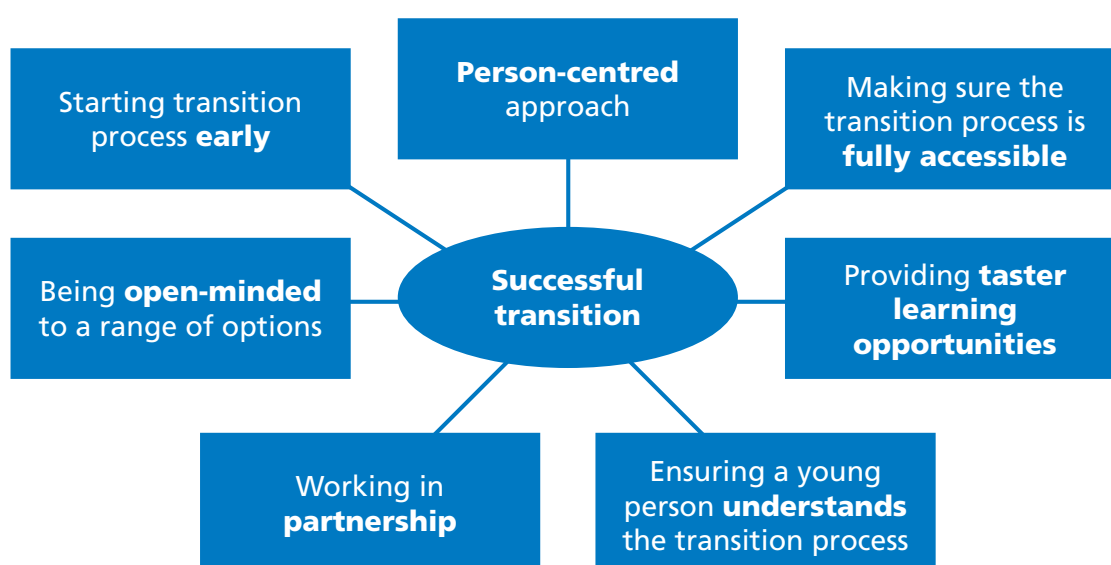 Person-centred
approach
Starting transition
process early
Making sure the
transition process is
fully accessible
Being open-minded
to a range of options
Successful
transition
Providing taster
learning
opportunities
Working in
partnership
Ensuring a young
person understands
the transition process